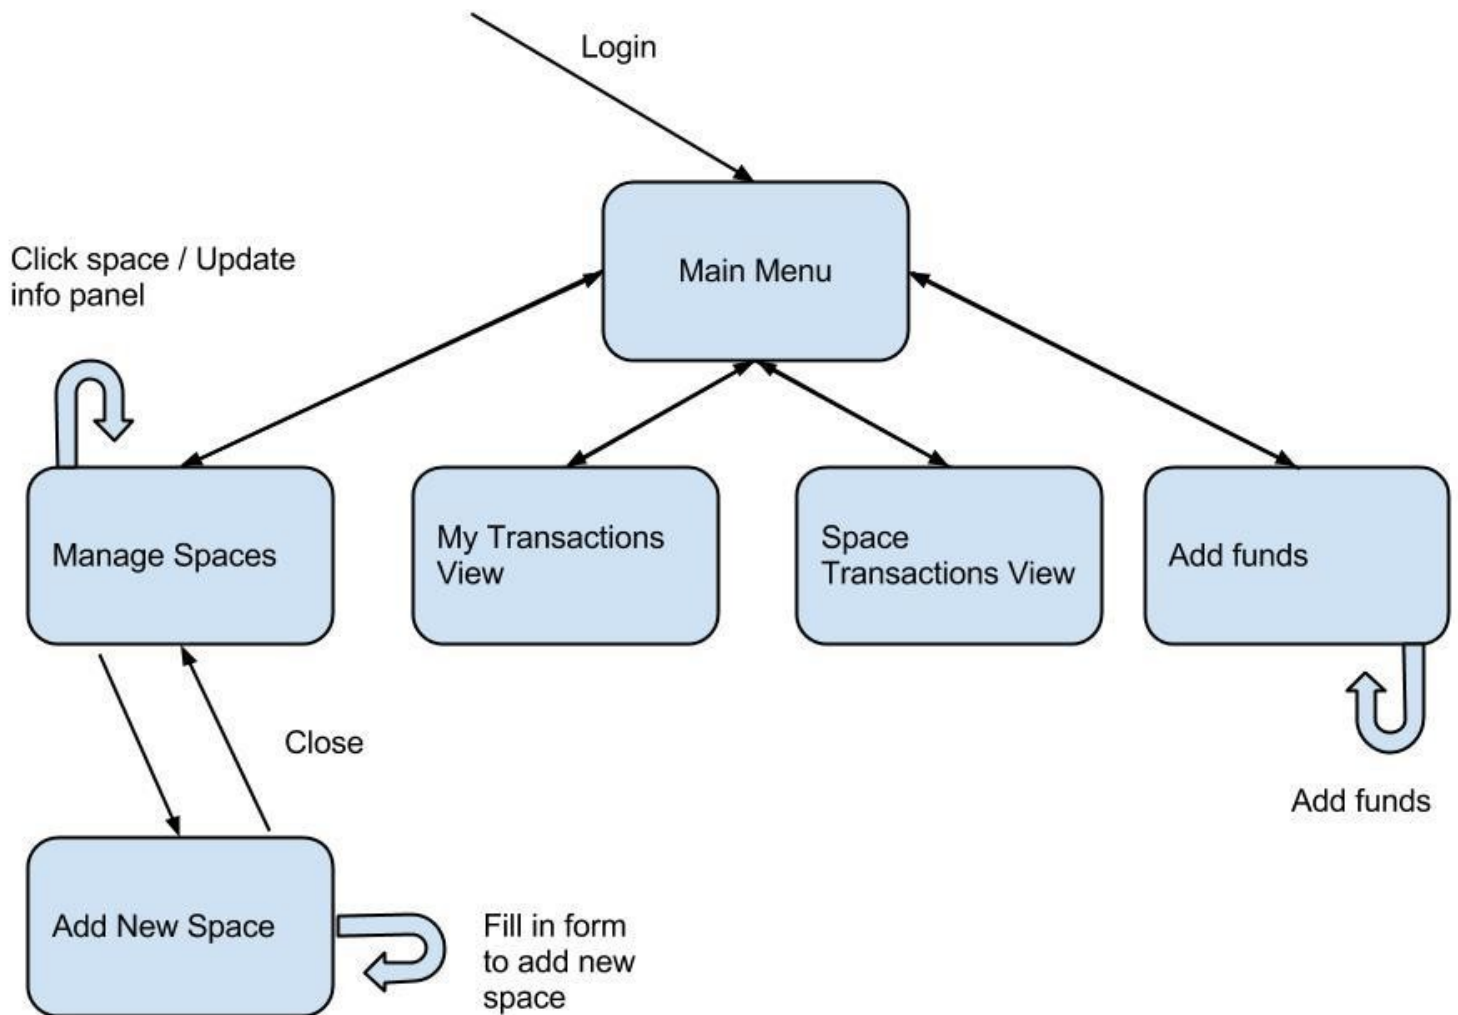 Login
Main Menu
Click space / Update
info panel
Manage Spaces
My Transactions
View
Space
Transactions View
Add funds
Close
Add funds
Add New Space
Fill in form
to add new
space